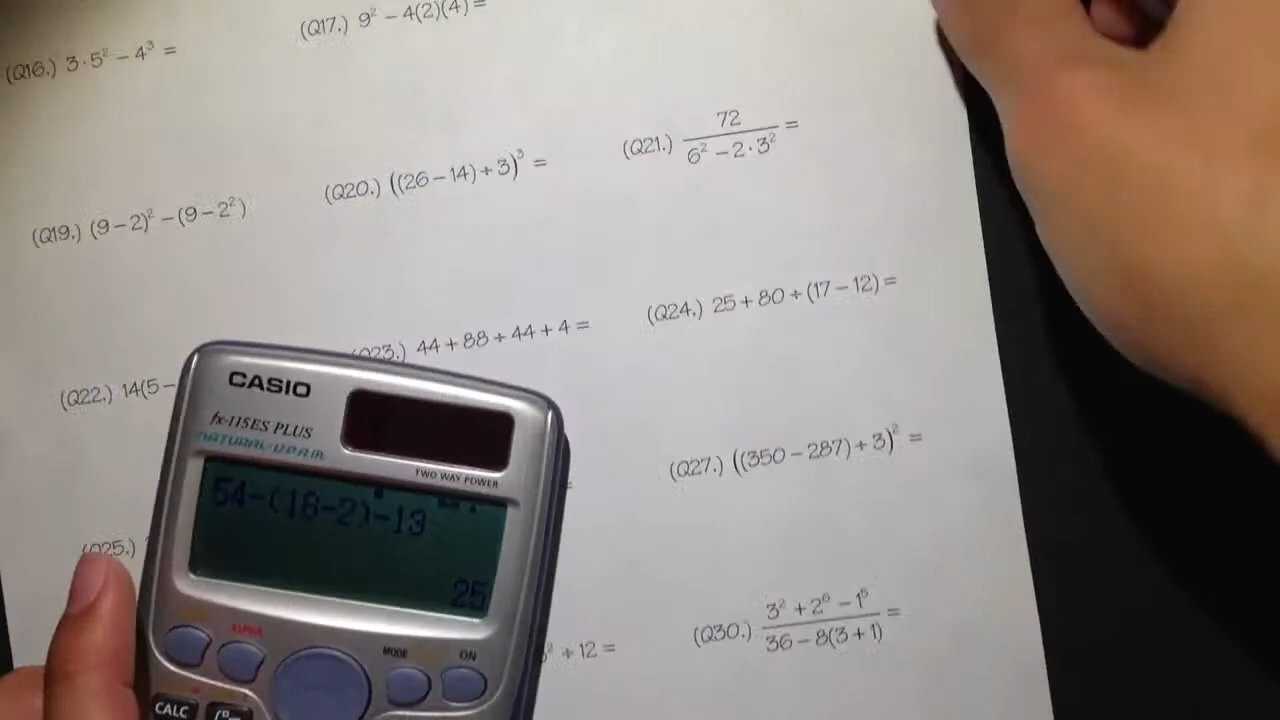 (Q16.) 3·5² − 4³ =
(Q17.) 9² − 4(2)(4) =
(Q19.) (9 − 2)² − (9 − 2²)
(Q20.) ((26 − 14) ÷ 3)³ =
(Q21.) 72 / (6² − 2·3²) =
(Q22.) 14(5 −
(Q23.) 44 + 88 ÷ 44 + 4 =
(Q24.) 25 + 80 ÷ (17 − 12) =
(Q25.)
(Q27.) ((350 − 287) ÷ 3)² =
² ÷ 12 =
(Q30.) (3² + 2⁶ − 1⁵) / (36 − 8(3 + 1)) =
CASIO
fx-115ES PLUS
NATURAL-V.P.A.M.
TWO WAY POWER
54-(18-2)-13
25
ALPHA
MODE
ON
CALC